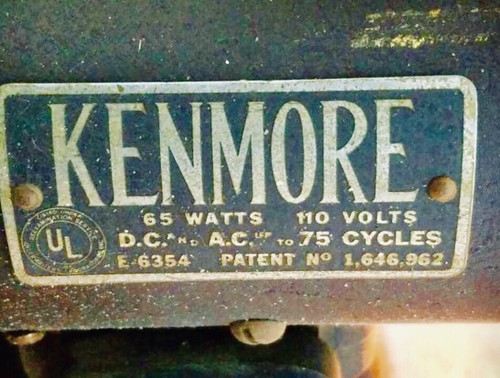 KENMORE
65 WATTS 110 VOLTS
D.C. AND A.C. UP TO 75 CYCLES
E-6354 PATENT NO 1,646,962
UL